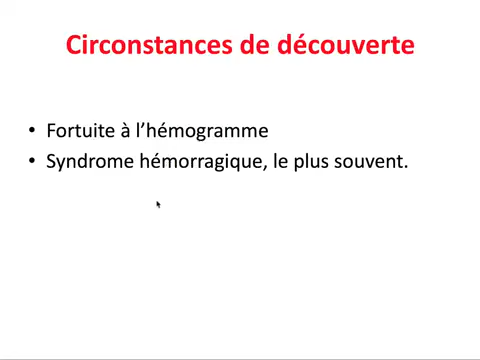 Circonstances de découverte
• Fortuite à l’hémogramme
• Syndrome hémorragique, le plus souvent.